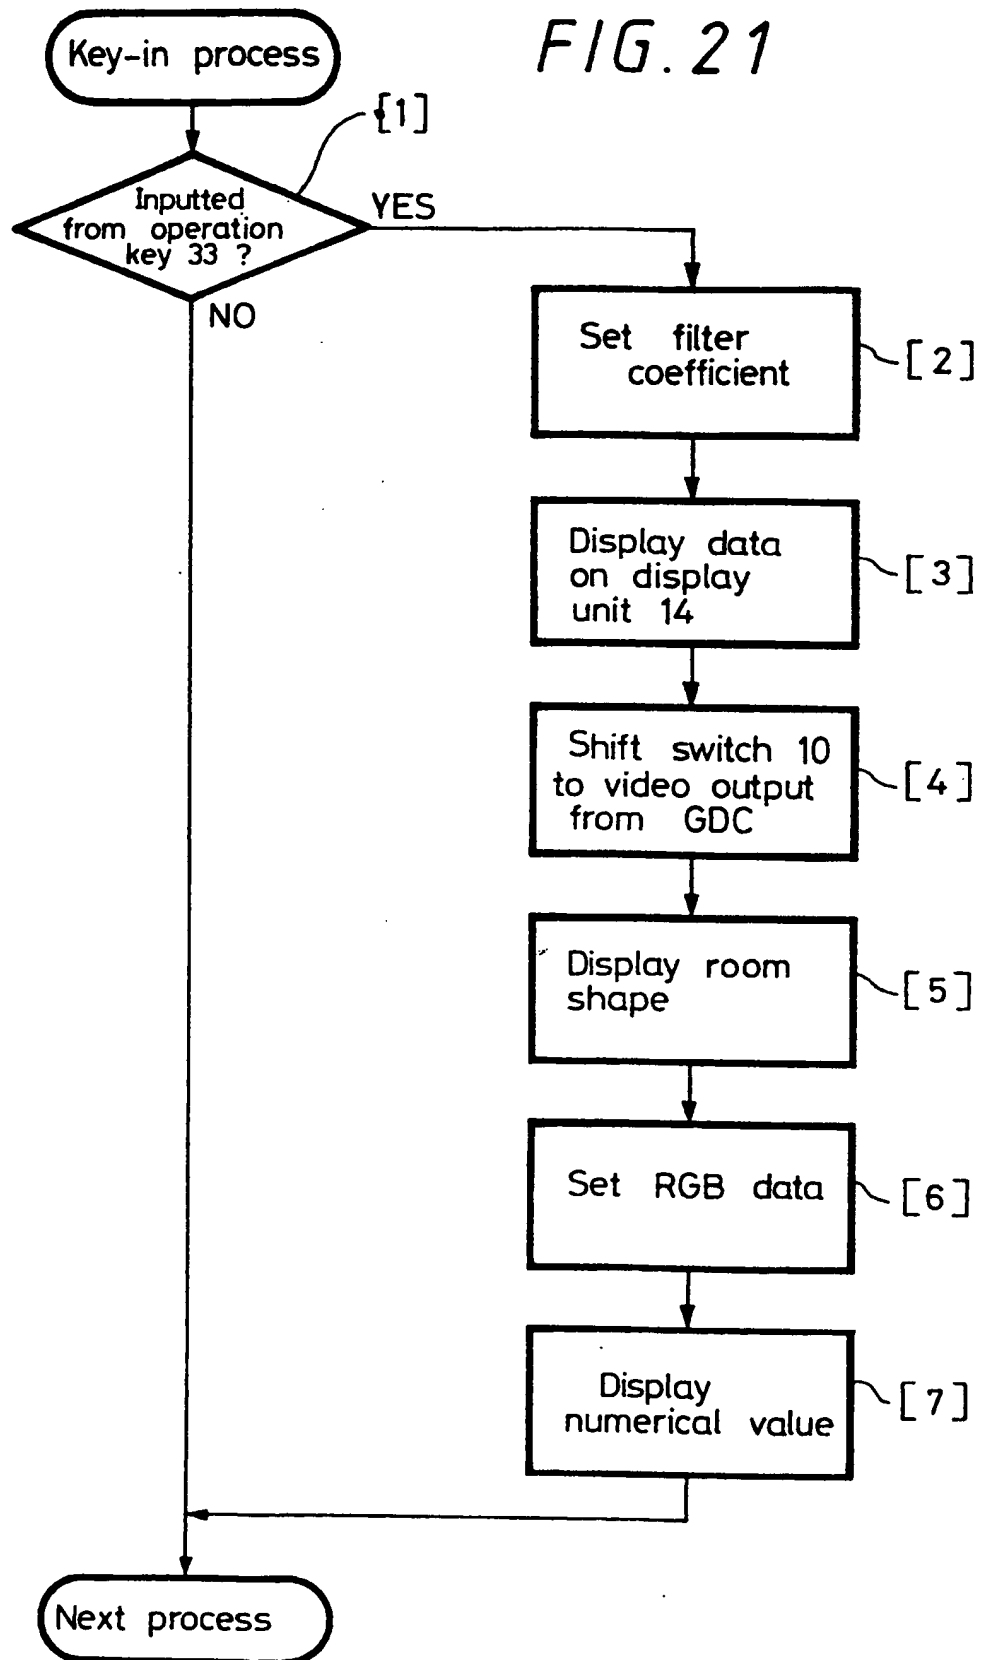 FIG. 21
Key-in process
[1]
Inputted
from operation
key 33 ?
YES
NO
Set filter
coefficient
[2]
Display data
on display
unit 14
[3]
Shift switch 10
to video output
from GDC
[4]
Display room
shape
[5]
Set RGB data
[6]
Display
numerical value
[7]
Next process